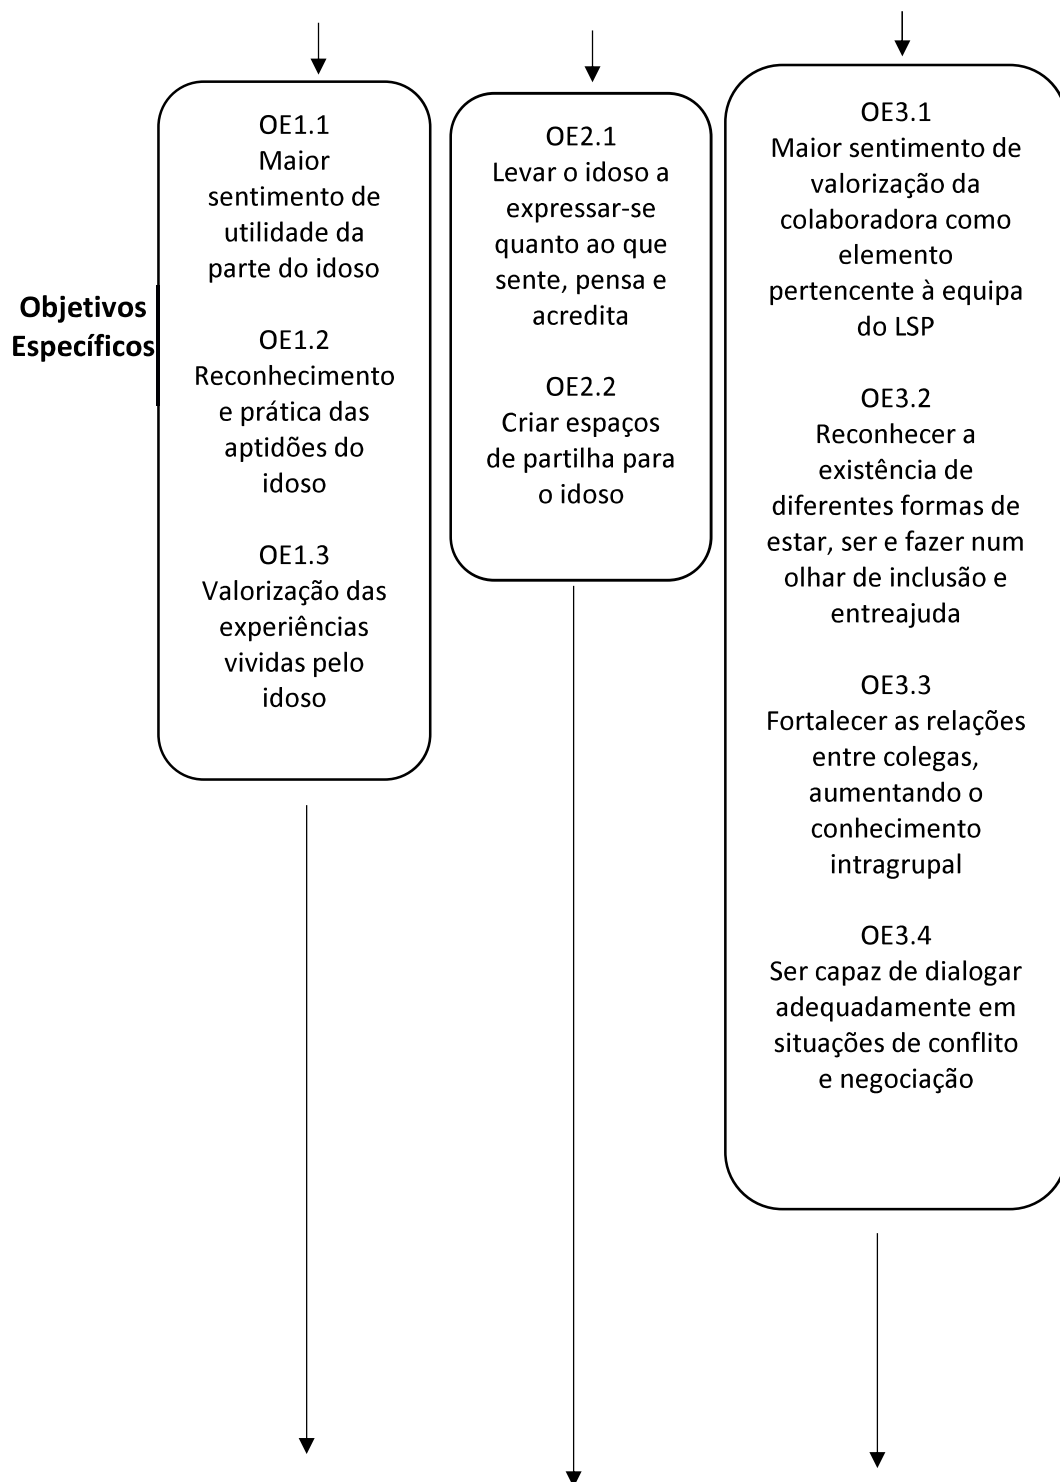 Objetivos
Específicos
OE1.1
Maior
sentimento de
utilidade da
parte do idoso
OE1.2
Reconhecimento
e prática das
aptidões do
idoso
OE1.3
Valorização das
experiências
vividas pelo
idoso
OE2.1
Levar o idoso a
expressar-se
quanto ao que
sente, pensa e
acredita
OE2.2
Criar espaços
de partilha para
o idoso
OE3.1
Maior sentimento de
valorização da
colaboradora como
elemento
pertencente à equipa
do LSP
OE3.2
Reconhecer a
existência de
diferentes formas de
estar, ser e fazer num
olhar de inclusão e
entreajuda
OE3.3
Fortalecer as relações
entre colegas,
aumentando o
conhecimento
intragrupal
OE3.4
Ser capaz de dialogar
adequadamente em
situações de conflito
e negociação